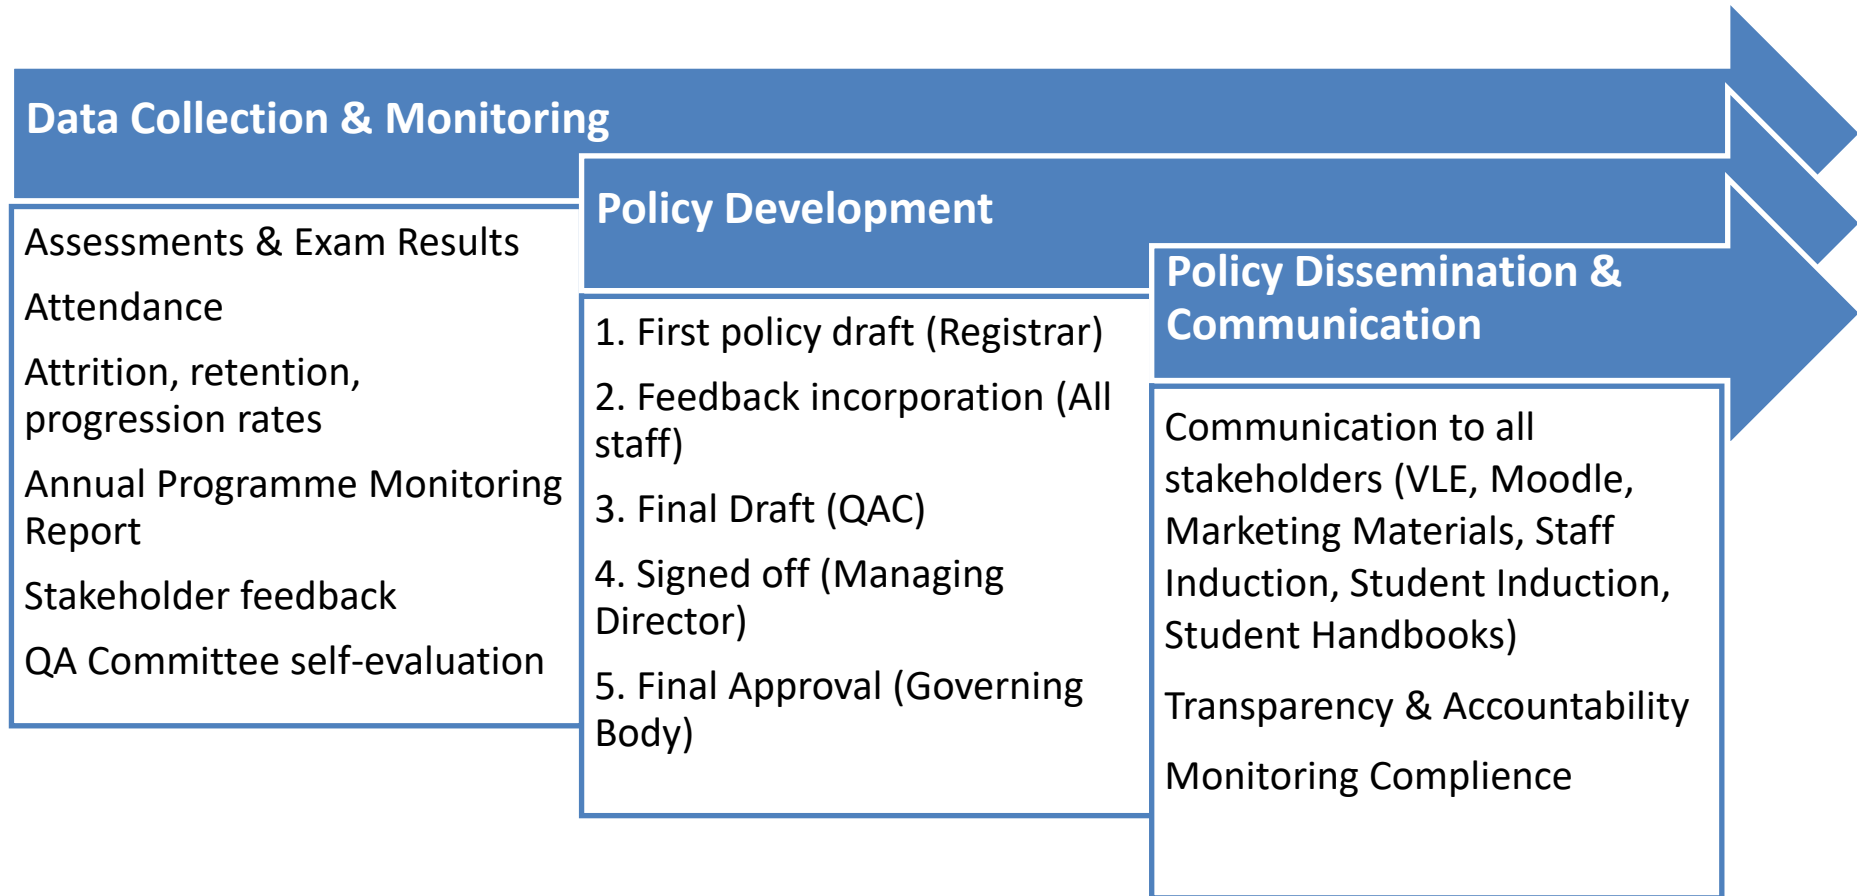 Data Collection & Monitoring
Assessments & Exam Results
Attendance
Attrition, retention,
progression rates
Annual Programme Monitoring
Report
Stakeholder feedback
QA Committee self-evaluation
Policy Development
1. First policy draft (Registrar)
2. Feedback incorporation (All
staff)
3. Final Draft (QAC)
4. Signed off (Managing
Director)
5. Final Approval (Governing
Body)
Policy Dissemination &
Communication
Communication to all
stakeholders (VLE, Moodle,
Marketing Materials, Staff
Induction, Student Induction,
Student Handbooks)
Transparency & Accountability
Monitoring Complience